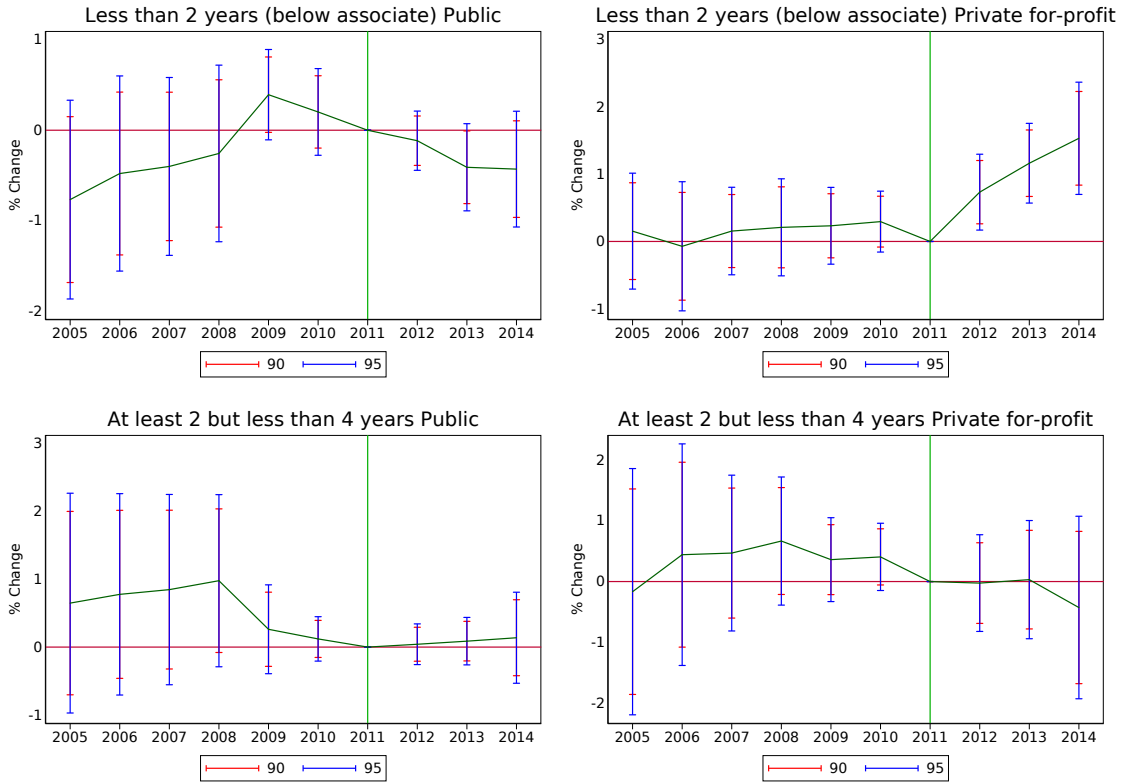 Less than 2 years (below associate) Public
1
0
-1
-2
% Change
2005 2006 2007 2008 2009 2010 2011 2012 2013 2014
90 95
Less than 2 years (below associate) Private for-profit
3
2
1
0
-1
% Change
2005 2006 2007 2008 2009 2010 2011 2012 2013 2014
90 95
At least 2 but less than 4 years Public
3
2
1
0
-1
% Change
2005 2006 2007 2008 2009 2010 2011 2012 2013 2014
90 95
At least 2 but less than 4 years Private for-profit
2
1
0
-1
-2
% Change
2005 2006 2007 2008 2009 2010 2011 2012 2013 2014
90 95